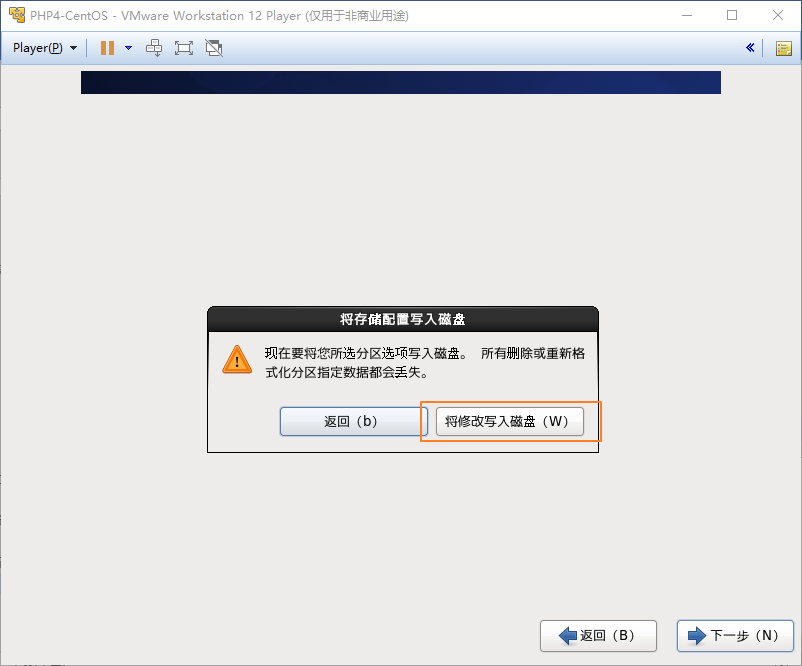 PHP4-CentOS - VMware Workstation 12 Player (仅用于非商业用途)
Player(P)
将存储配置写入磁盘
现在要将您所选分区选项写入磁盘。 所有删除或重新格
式化分区指定数据都会丢失。
返回（b） 将修改写入磁盘（W）
返回（B） 下一步（N）